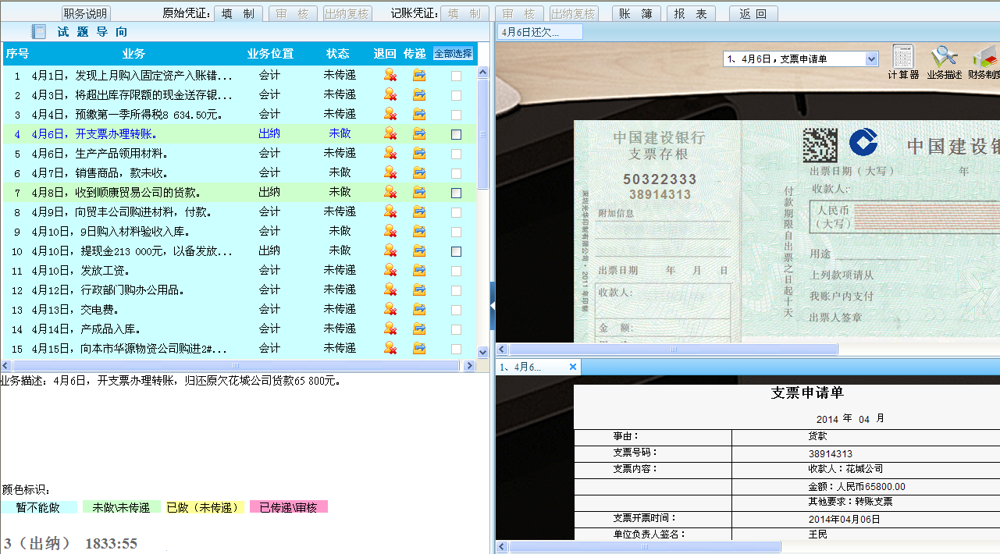 职务说明 原始凭证: 填 制 审 核 出纳复核 记账凭证: 填 制 审 核 出纳复核 账 簿 报 表 返 回
试 题 导 向
序号 业务 业务位置 状态 退回 传递 全部选择
1 4月1日，发现上月购入固定资产入账错... 会计 未传递
2 4月3日，将超出库存限额的现金送存银... 会计 未传递
3 4月4日，预缴第一季所得税8 634.50元。 会计 未传递
4 4月6日，开支票办理转账。 出纳 未做
5 4月6日，生产产品领用材料。 会计 未传递
6 4月7日，销售商品，款未收。 会计 未做
7 4月8日，收到顺康贸易公司的货款。 出纳 未做
8 4月9日，向贸丰公司购进材料，付款。 会计 未传递
9 4月10日，9日购入材料验收入库。 会计 未传递
10 4月10日，提现金213 000元，以备发放... 出纳 未做
11 4月10日，发放工资。 会计 未传递
12 4月12日，行政部门购办公用品。 会计 未传递
13 4月13日，交电费。 会计 未传递
14 4月14日，产成品入库。 会计 未传递
15 4月15日，向本市华源物资公司购进2#... 会计 未传递
业务描述：4月6日，开支票办理转账，归还原欠花城公司货款65 800元。
颜色标识：
暂不能做 未做\未传递 已做（未传递） 已传递\审核
3（出纳） 1833:55
4月6日还欠...
1、4月6日，支票申请单
计算器 业务描述 财务制度
中国建设银行
支票存根
50322333
38914313
附加信息
出票日期 年 月 日
收款人:
金 额:
深圳光华印制有限公司·2011年印制
中国建设银
出票日期（大写） 年
收款人:
人民币
（大写）
用途
上列款项请从
我账户内支付
出票人签章
付款期限自出票之日起十天
1、4月6...
支票申请单
2014 年 04 月
事由： 货款
支票号码： 38914313
支票内容： 收款人：花城公司
金额：人民币65800.00
其他要求：转账支票
支票开票时间： 2014年04月06日
单位负责人签名： 王民